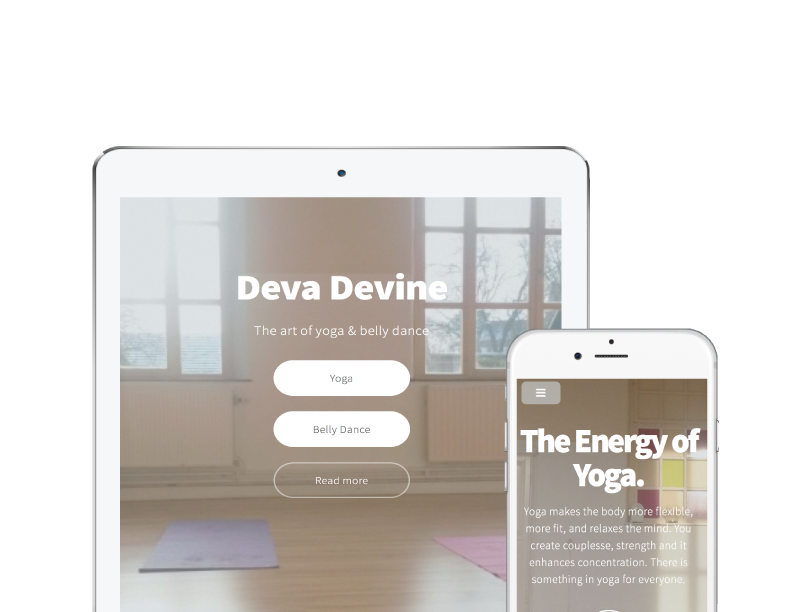 Deva Devine
The art of yoga & belly dance
Yoga
Belly Dance
Read more
The Energy of
Yoga.
Yoga makes the body more flexible,
more fit, and relaxes the mind. You
create couplesse, strength and it
enhances concentration. There is
something in yoga for everyone.